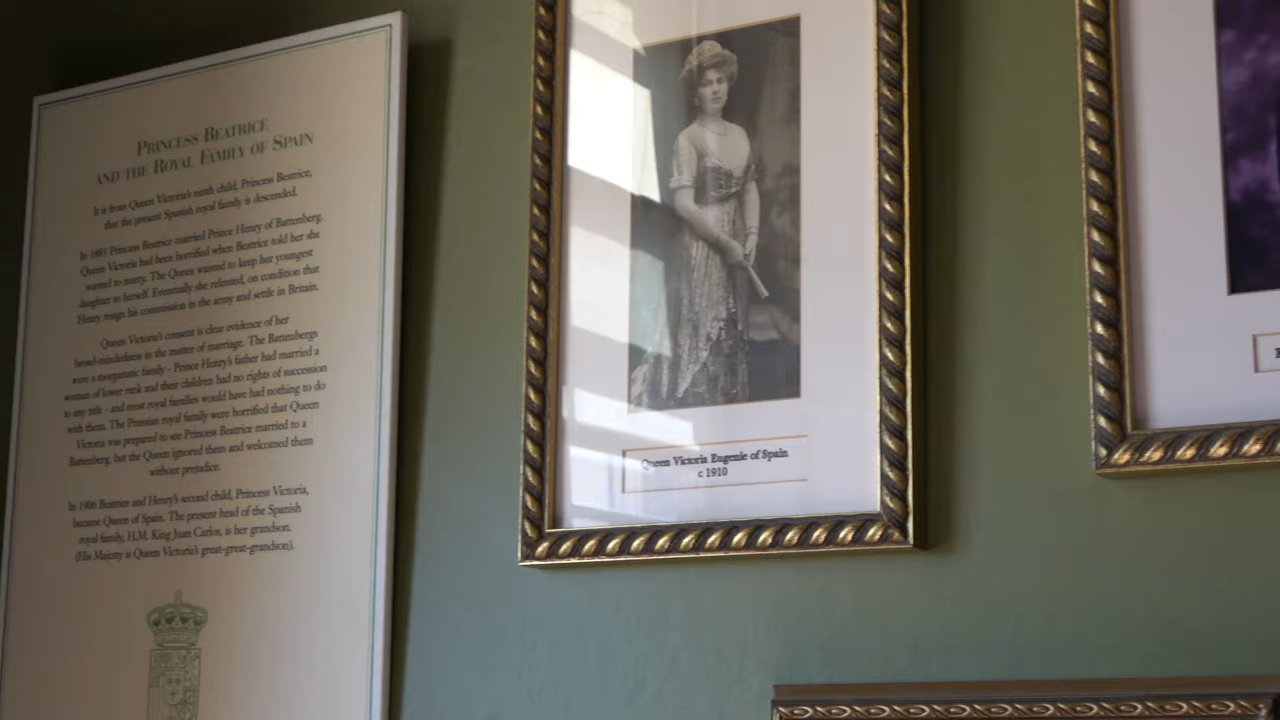 PRINCESS BEATRICE
AND THE ROYAL FAMILY OF SPAIN
It is from Queen Victoria's ninth child, Princess Beatrice,
that the present Spanish royal family is descended.
In 1885 Princess Beatrice married Prince Henry of Battenberg.
Queen Victoria had been horrified when Beatrice told her she
wanted to marry. The Queen wanted to keep her youngest
daughter to herself. Eventually she relented, on condition that
Henry resign his commission in the army and settle in Britain.
Queen Victoria's consent is clear evidence of her
broad-mindedness in the matter of marriage. The Battenbergs
were a morganatic family - Prince Henry's father had married a
woman of lower rank and their children had no rights of succession
to any title - and most royal families would have had nothing to do
with them. The Prussian royal family were horrified that Queen
Victoria was prepared to see Princess Beatrice married to a
Battenberg, but the Queen ignored them and welcomed them
without prejudice.
In 1906 Beatrice and Henry's second child, Princess Victoria,
became Queen of Spain. The present head of the Spanish
royal family, H.M. King Juan Carlos, is her grandson.
(His Majesty is Queen Victoria's great-great-grandson).
Queen Victoria Eugenie of Spain
c 1910